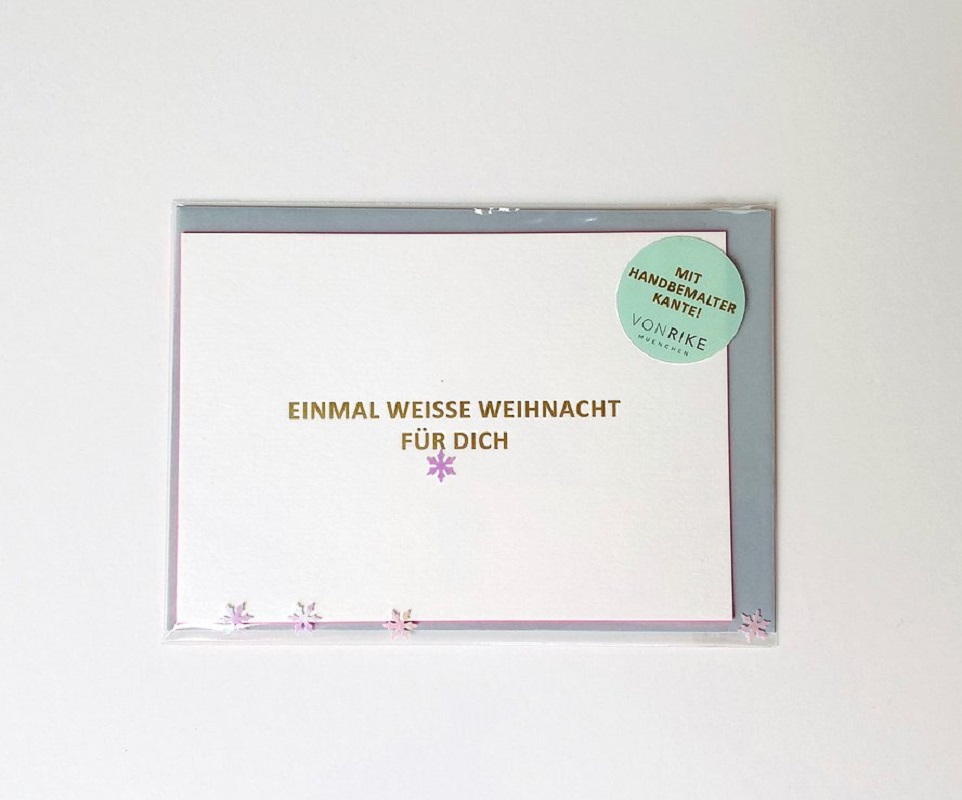 MIT
HANDBEMALTER
KANTE!
VONRIKE
MUENCHEN
EINMAL WEISSE WEIHNACHT
FÜR DICH